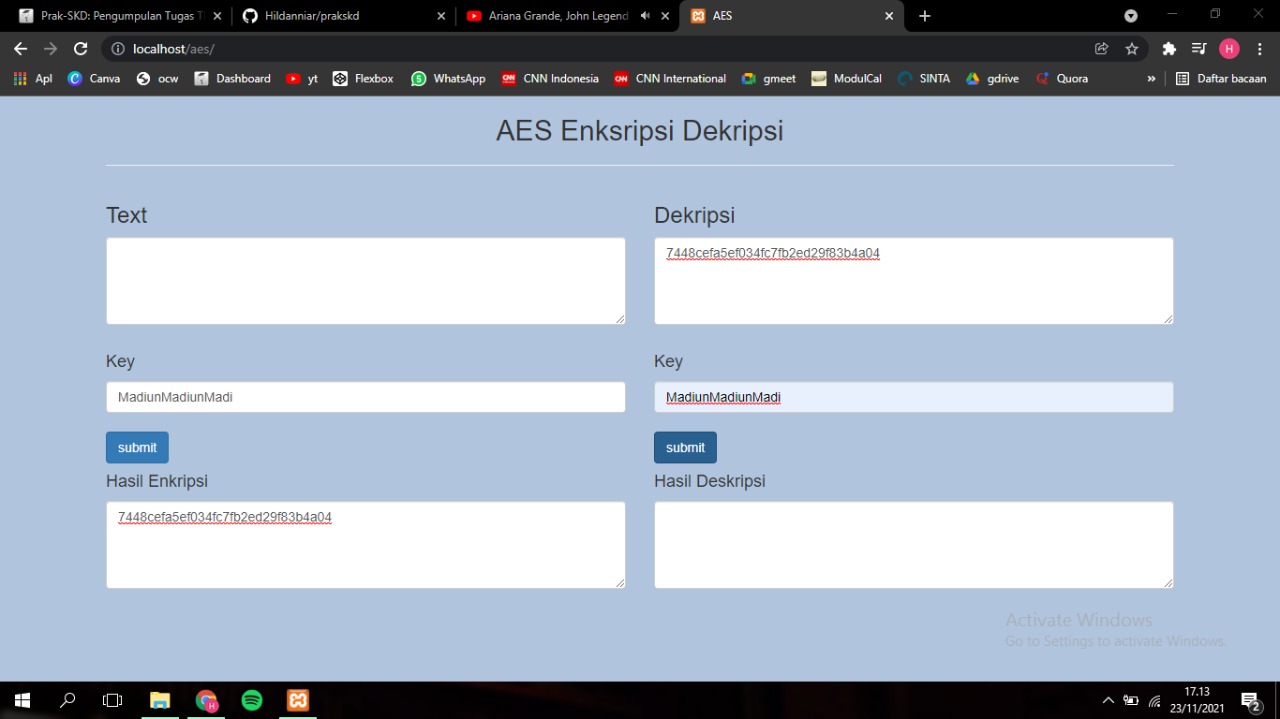 Prak-SKD: Pengumpulan Tugas T
Hildanniar/prakskd
Ariana Grande, John Legend
AES
localhost/aes/
H
Apl
Canva
ocw
Dashboard
yt
Flexbox
WhatsApp
CNN Indonesia
CNN International
gmeet
ModulCal
SINTA
gdrive
Quora
»
Daftar bacaan
AES Enksripsi Dekripsi
Text
Dekripsi
7448cefa5ef034fc7fb2ed29f83b4a04
Key
Key
MadiunMadiunMadi
MadiunMadiunMadi
submit
submit
Hasil Enkripsi
Hasil Deskripsi
7448cefa5ef034fc7fb2ed29f83b4a04
Activate Windows
Go to Settings to activate Windows.
17.13
23/11/2021
2